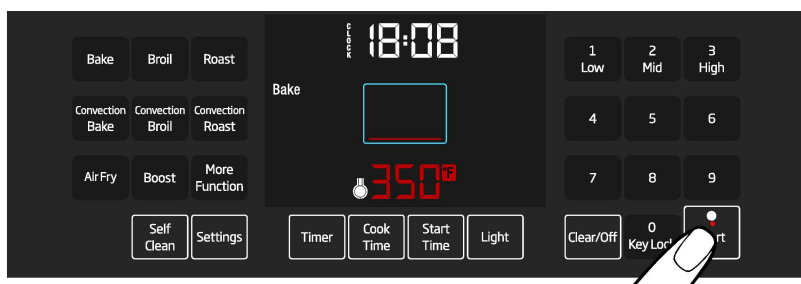 CLOCK 18:08
Bake
350°F
Bake Broil Roast
Convection Bake Convection Broil Convection Roast
Air Fry Boost More Function
Self Clean Settings
Timer Cook Time Start Time Light
1 Low 2 Mid 3 High
4 5 6
7 8 9
Clear/Off 0 Key Loc rt